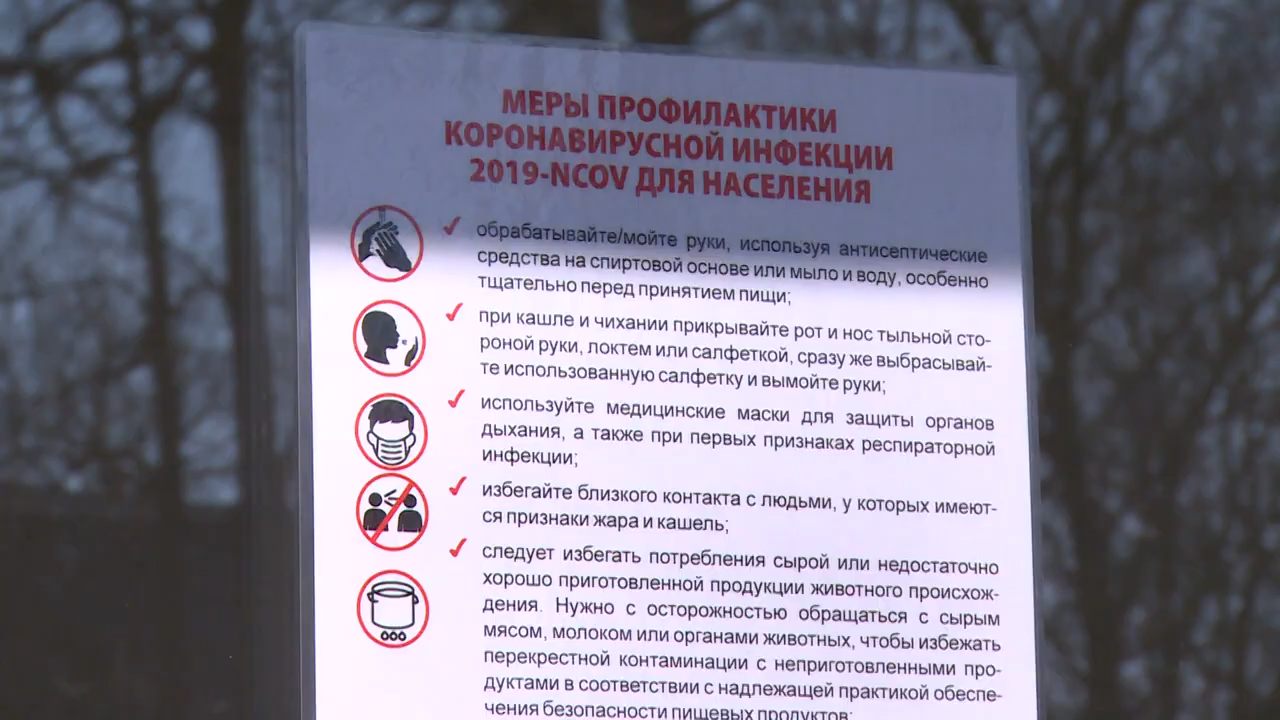 МЕРЫ ПРОФИЛАКТИКИ
КОРОНАВИРУСНОЙ ИНФЕКЦИИ
2019-NCOV ДЛЯ НАСЕЛЕНИЯ
обрабатывайте/мойте руки, используя антисептические
средства на спиртовой основе или мыло и воду, особенно
тщательно перед принятием пищи;
при кашле и чихании прикрывайте рот и нос тыльной сто-
роной руки, локтем или салфеткой, сразу же выбрасывай-
те использованную салфетку и вымойте руки;
используйте медицинские маски для защиты органов
дыхания, а также при первых признаках респираторной
инфекции;
избегайте близкого контакта с людьми, у которых имеют-
ся признаки жара и кашель;
следует избегать потребления сырой или недостаточно
хорошо приготовленной продукции животного происхож-
дения. Нужно с осторожностью обращаться с сырым
мясом, молоком или органами животных, чтобы избежать
перекрестной контаминации с неприготовленными про-
дуктами в соответствии с надлежащей практикой обеспе-
чения безопасности пищевых продуктов;